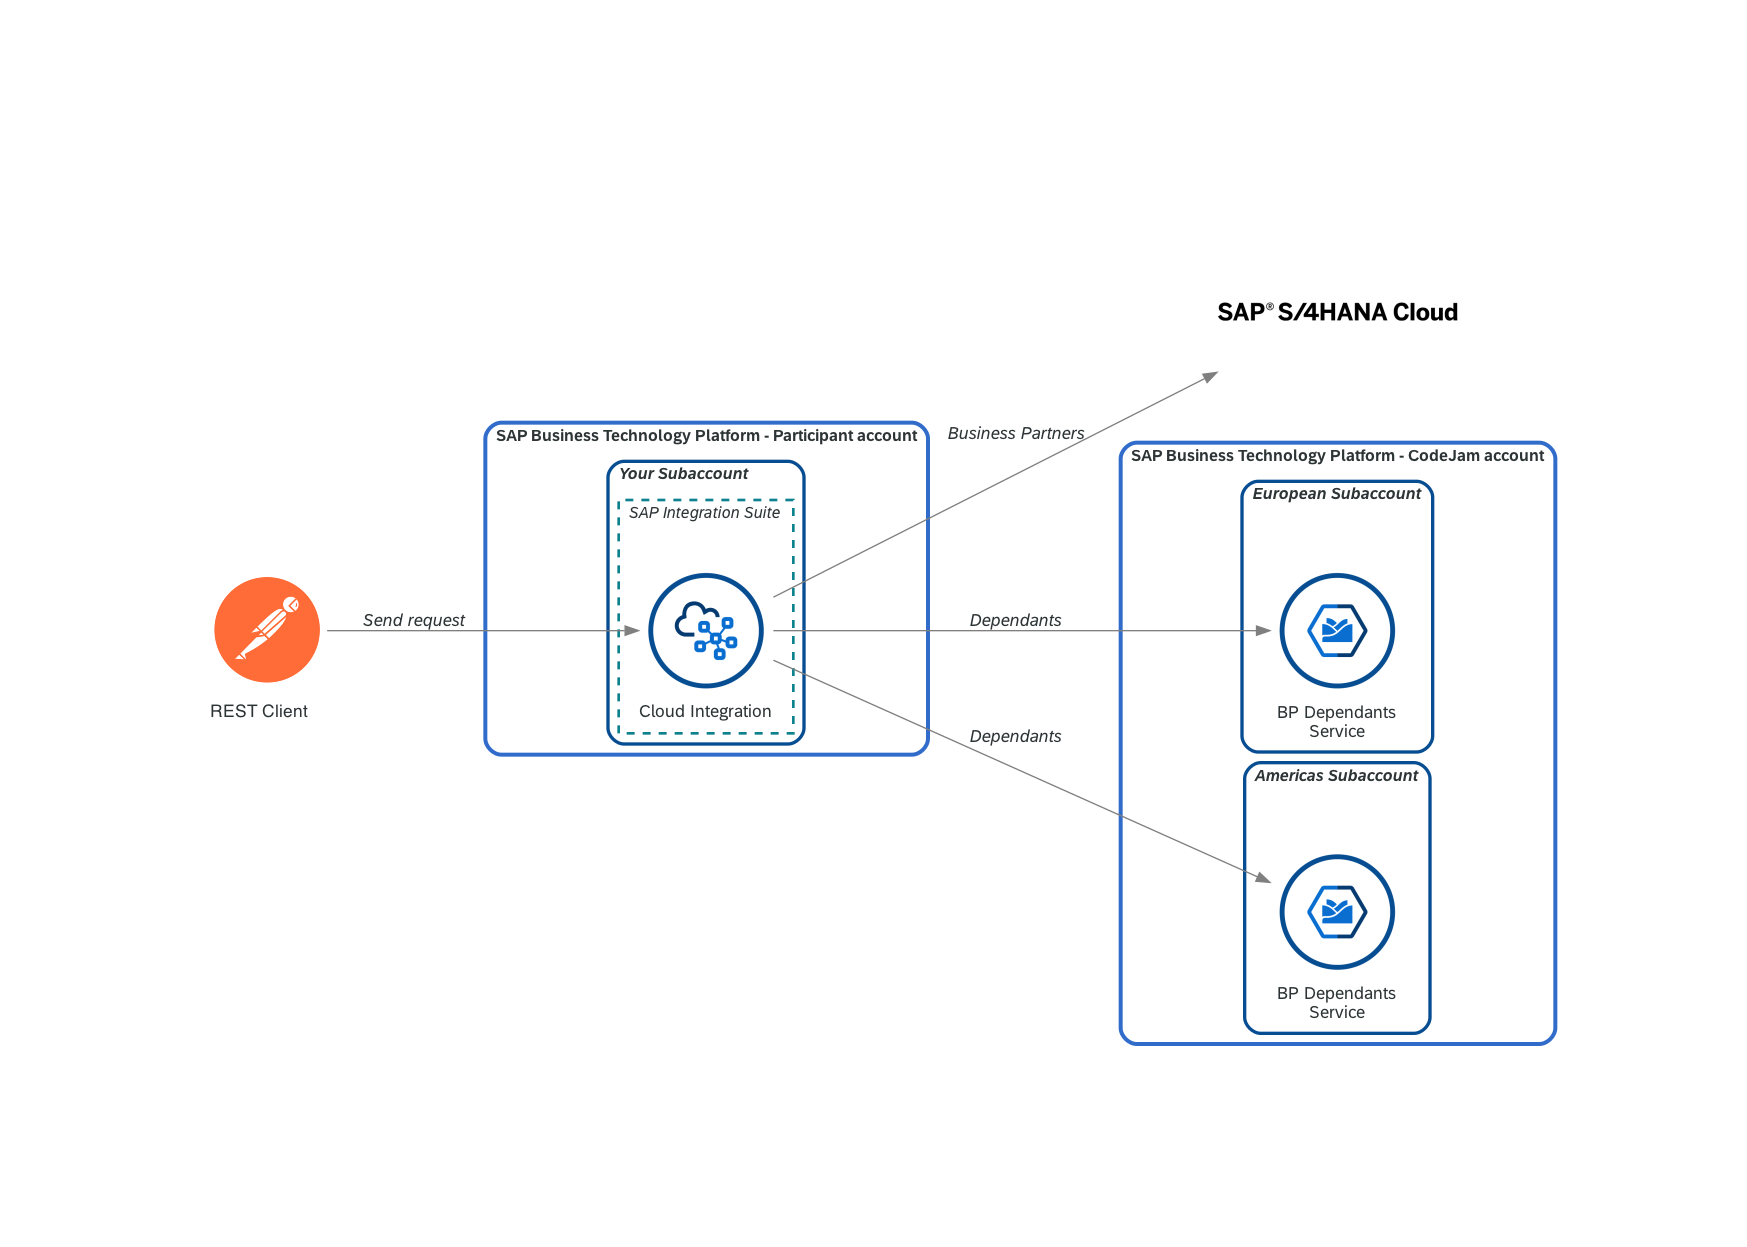 SAP® S/4HANA Cloud
SAP Business Technology Platform - Participant account
Your Subaccount
SAP Integration Suite
Cloud Integration
REST Client
Send request
Business Partners
Dependants
Dependants
SAP Business Technology Platform - CodeJam account
European Subaccount
BP Dependants
Service
Americas Subaccount
BP Dependants
Service